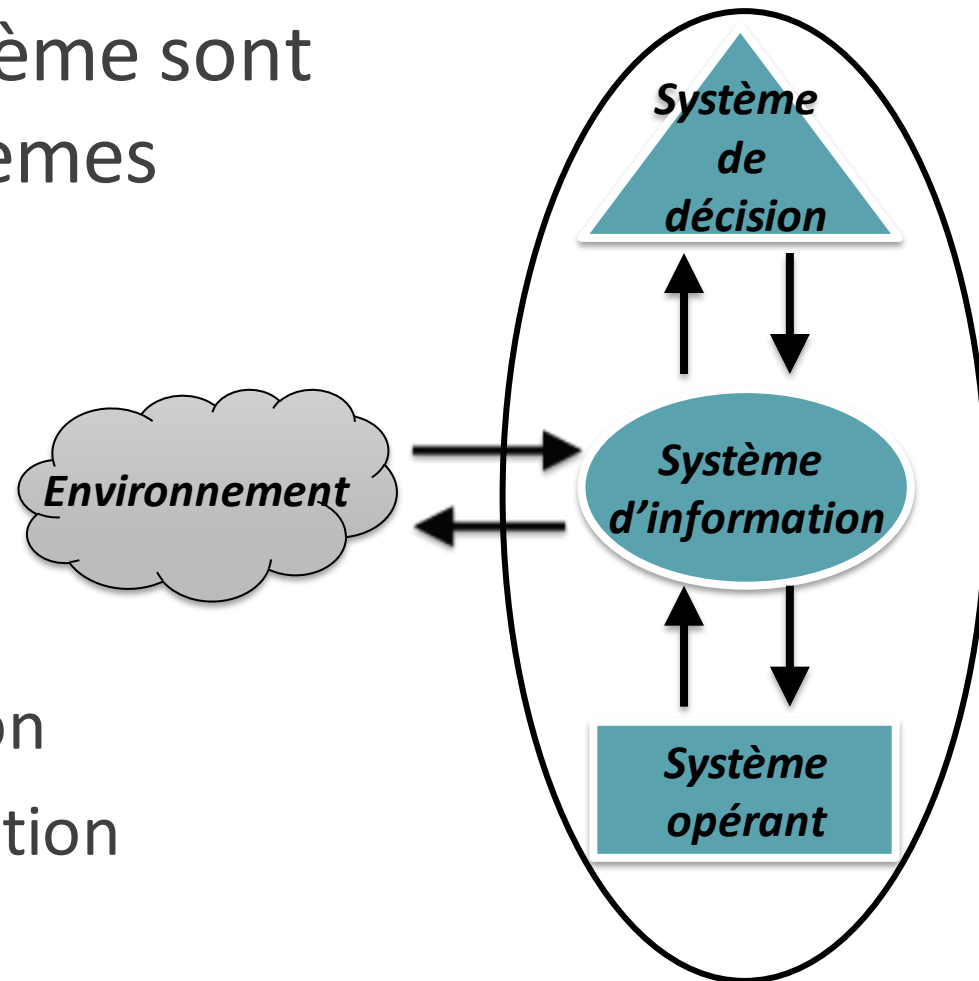 ème sont
emes
on
tion
Système
de
décision
Environnement
Système
d’information
Système
opérant